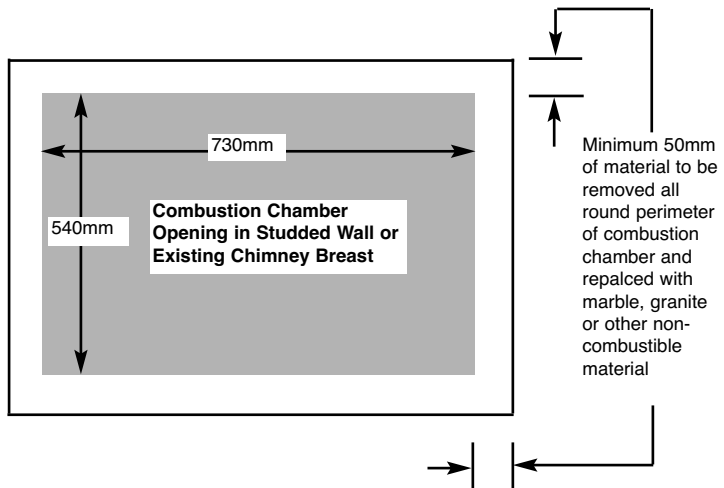 730mm
540mm
Combustion Chamber
Opening in Studded Wall or
Existing Chimney Breast
Minimum 50mm
of material to be
removed all
round perimeter
of combustion
chamber and
repalced with
marble, granite
or other non-
combustible
material